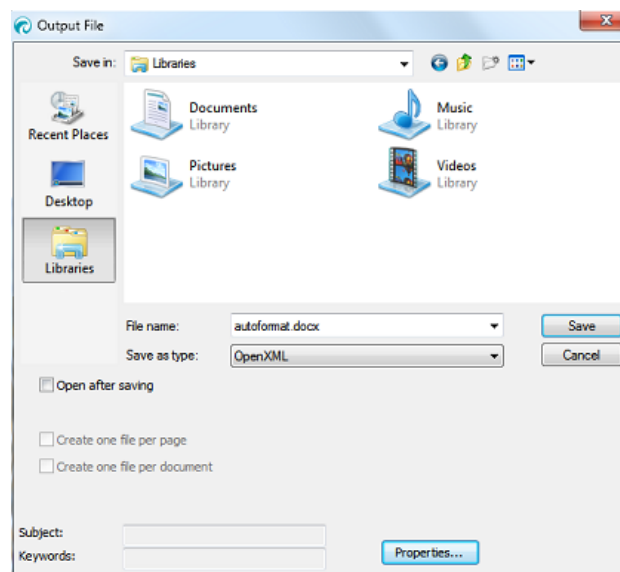 Output File
Save in:
Libraries
Recent Places
Desktop
Libraries
Documents
Library
Music
Library
Pictures
Library
Videos
Library
File name:
autoformat.docx
Save
Save as type:
OpenXML
Cancel
Open after saving
Create one file per page
Create one file per document
Subject:
Keywords:
Properties...